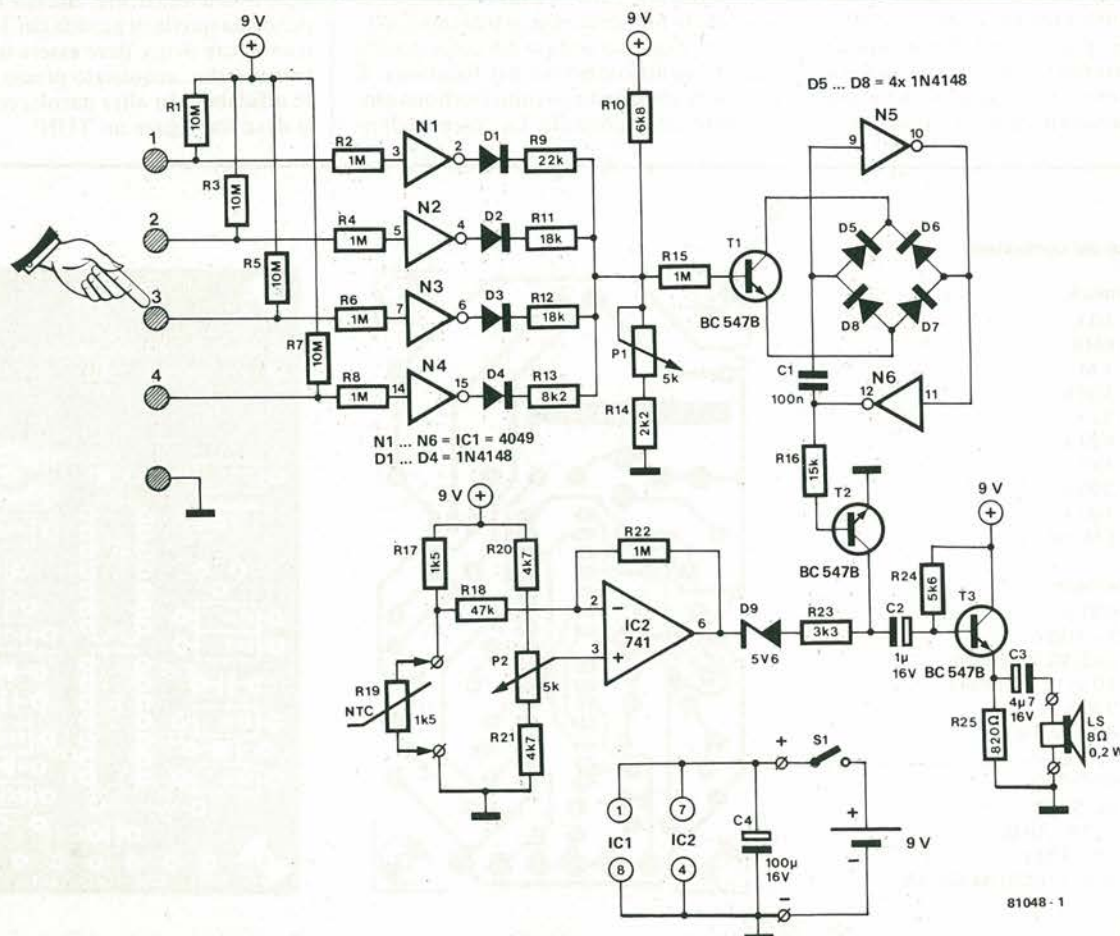 9 V
9 V
D5 ... D8 = 4x 1N4148
R1
10M
R3
10M
R5
10M
R7
10M
1
2
3
4
R2
1M
3
N1
2
D1
R9
22k
R4
1M
5
N2
4
D2
R11
18k
R6
1M
7
N3
6
D3
R12
18k
R8
1M
14
N4
15
D4
R13
8k2
N1 ... N6 = IC1 = 4049
D1 ... D4 = 1N4148
R10
6k8
R15
1M
T1
BC 547B
P1
5k
R14
2k2
N5
9
10
D5
D6
D8
D7
C1
100n
N6
12
11
R16
15k
T2
BC 547B
9 V
R17
1k5
R20
4k7
R18
47k
R22
1M
2
−
IC2
741
3
+
6
P2
5k
R19
NTC
1k5
R21
4k7
D9
5V6
R23
3k3
C2
1µ
16V
9 V
R24
5k6
T3
BC 547B
C3
4µ7
16V
R25
820Ω
LS
8Ω
0,2 W
+
S1
1
7
IC1
IC2
8
4
C4
100µ
16V
+
−
9 V
−
81048 - 1